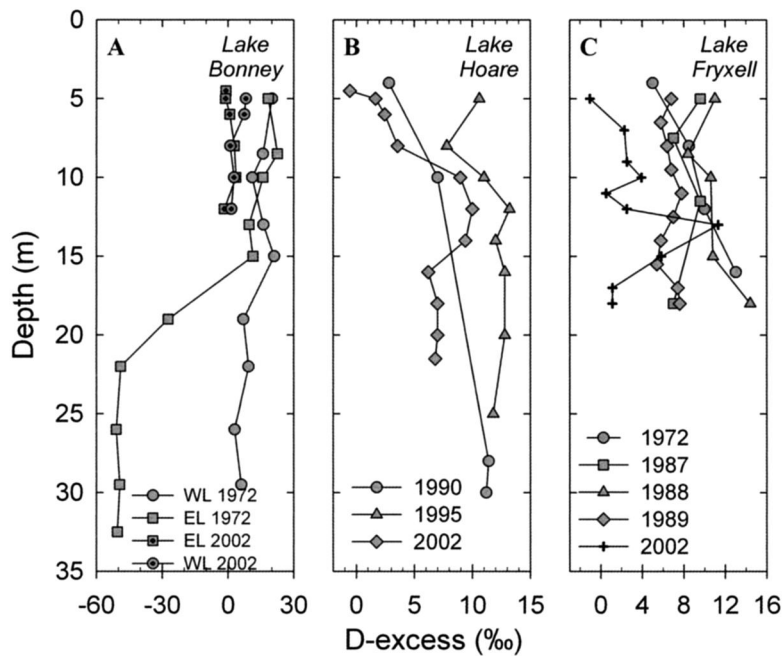 A Lake
Bonney
B Lake
Hoare
C Lake
Fryxell
0
5
10
15
20
25
30
35
Depth (m)
WL 1972
EL 1972
EL 2002
WL 2002
1990
1995
2002
1972
1987
1988
1989
2002
-60 -30 0 30
0 5 10 15
0 4 8 12 16
D-excess (‰)